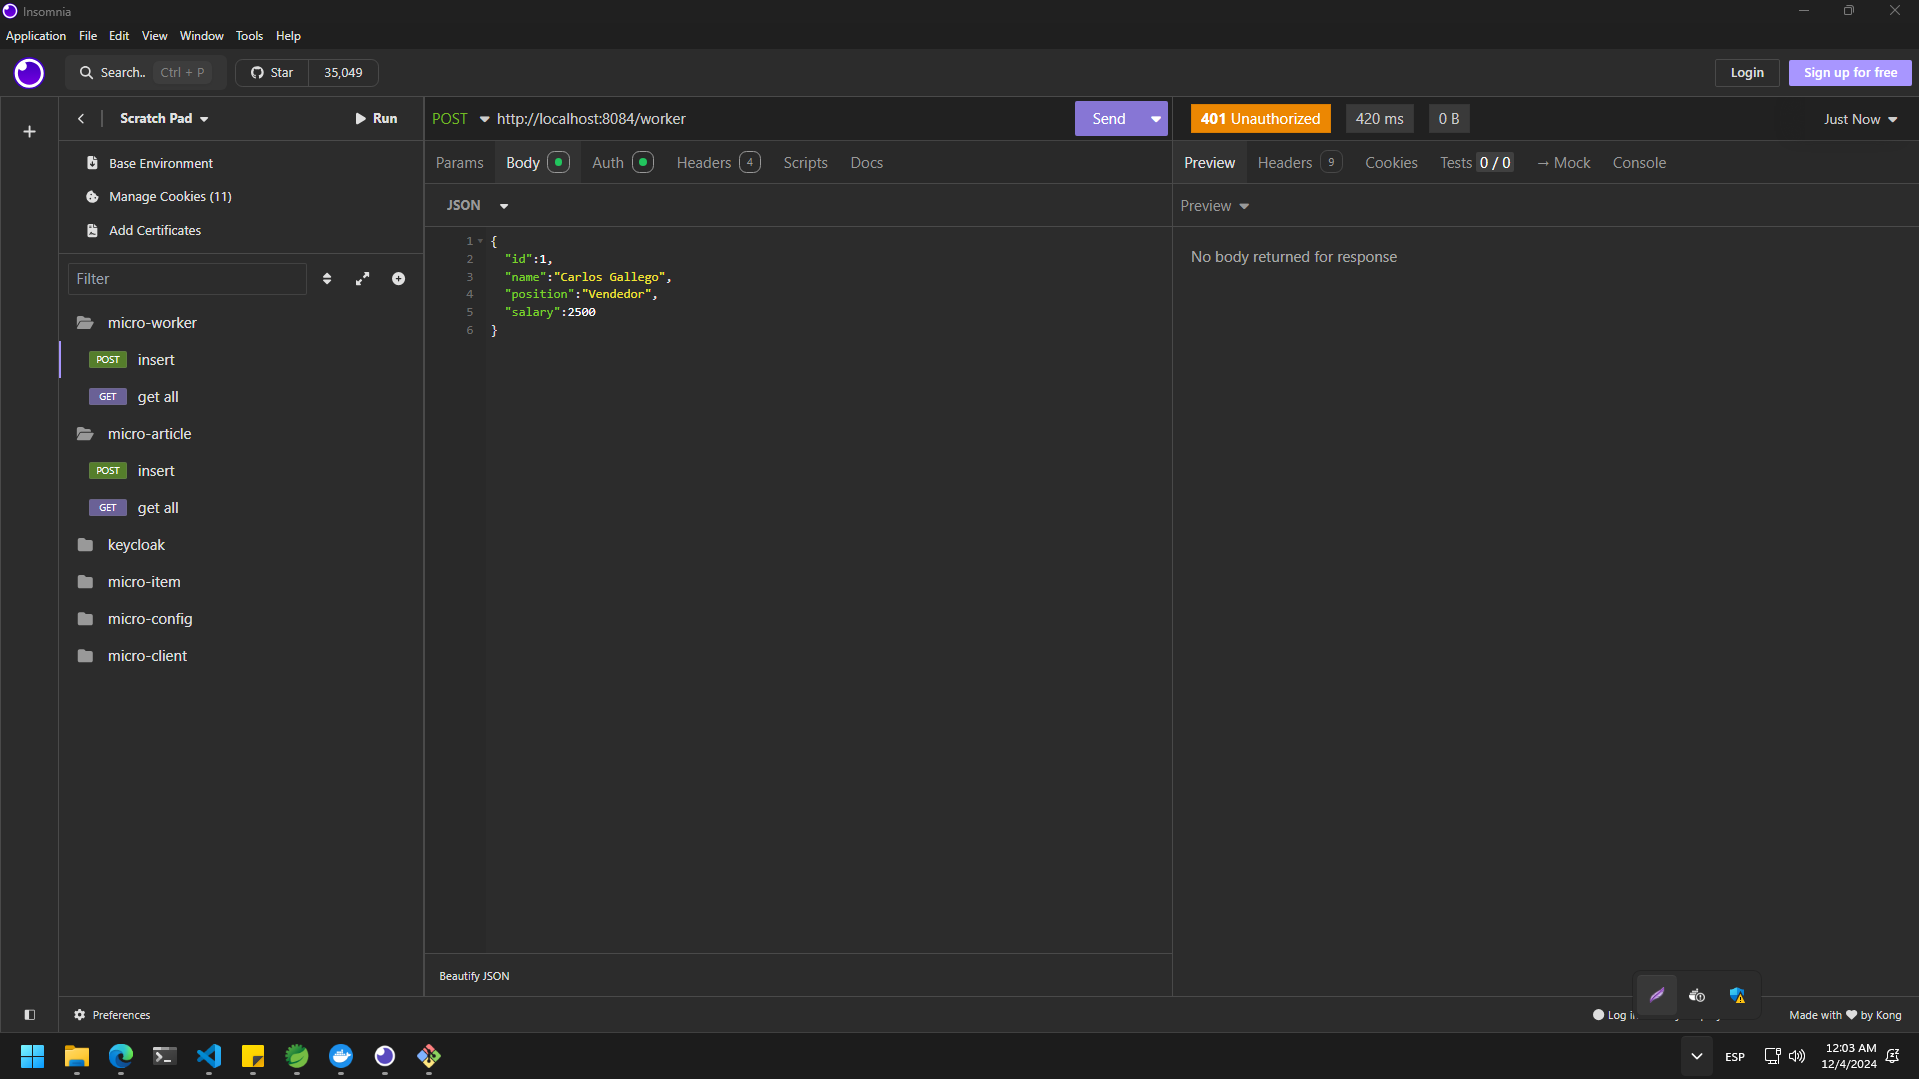 Insomnia
Application File Edit View Window Tools Help
Search.. Ctrl + P Star 35,049 Login Sign up for free
Scratch Pad Run
Base Environment
Manage Cookies (11)
Add Certificates
Filter
micro-worker
POST insert
GET get all
micro-article
POST insert
GET get all
keycloak
micro-item
micro-config
micro-client
Preferences
POST http://localhost:8084/worker Send
Params Body Auth Headers 4 Scripts Docs
JSON
1 {
2 "id":1,
3 "name":"Carlos Gallego",
4 "position":"Vendedor",
5 "salary":2500
6 }
Beautify JSON
401 Unauthorized 420 ms 0 B Just Now
Preview Headers 9 Cookies Tests 0 / 0 → Mock Console
Preview
No body returned for response
Log
Made with ❤ by Kong
ESP
12:03 AM
12/4/2024